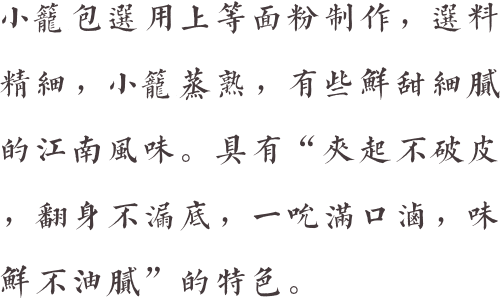 小籠包選用上等面粉制作，選料
精細，小籠蒸熟，有些鮮甜細膩
的江南風味。具有“夾起不破皮
，翻身不漏底，一吮滿口滷，味
鮮不油膩”的特色。